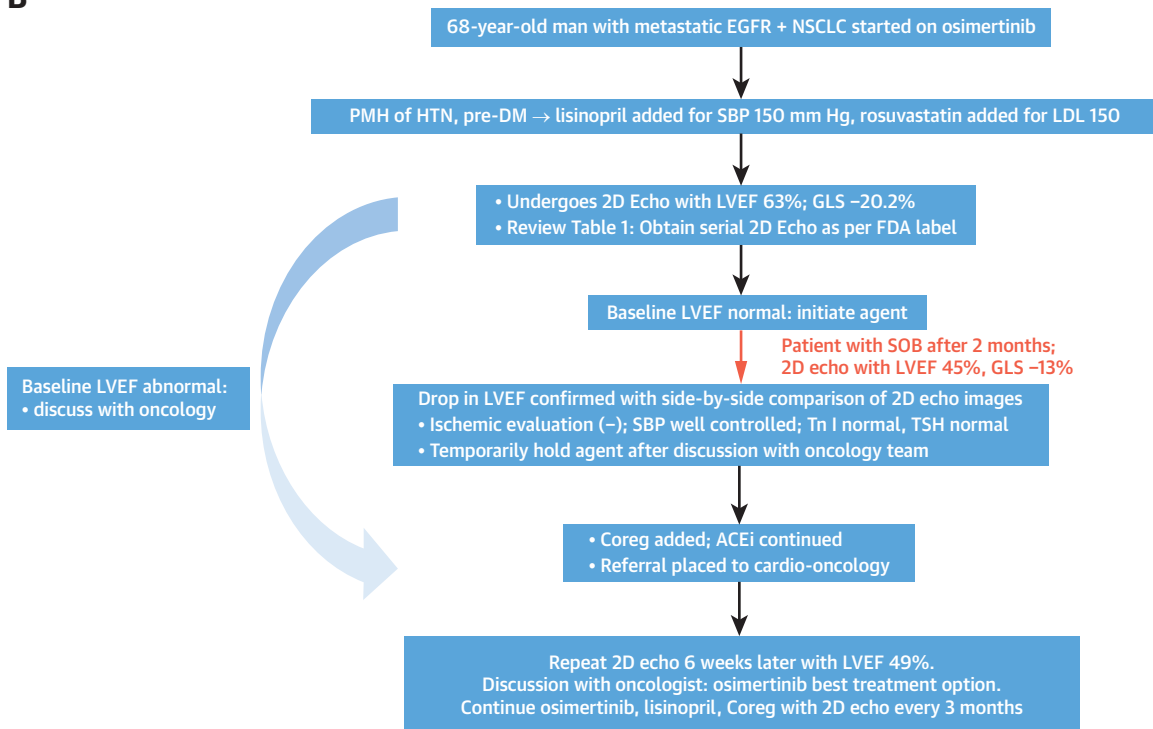 B
68-year-old man with metastatic EGFR + NSCLC started on osimertinib
PMH of HTN, pre-DM → lisinopril added for SBP 150 mm Hg, rosuvastatin added for LDL 150
• Undergoes 2D Echo with LVEF 63%; GLS –20.2%
• Review Table 1: Obtain serial 2D Echo as per FDA label
Baseline LVEF normal: initiate agent
Patient with SOB after 2 months;
2D echo with LVEF 45%, GLS –13%
Baseline LVEF abnormal:
• discuss with oncology
Drop in LVEF confirmed with side-by-side comparison of 2D echo images
• Ischemic evaluation (–); SBP well controlled; Tn I normal, TSH normal
• Temporarily hold agent after discussion with oncology team
• Coreg added; ACEi continued
• Referral placed to cardio-oncology
Repeat 2D echo 6 weeks later with LVEF 49%.
Discussion with oncologist: osimertinib best treatment option.
Continue osimertinib, lisinopril, Coreg with 2D echo every 3 months